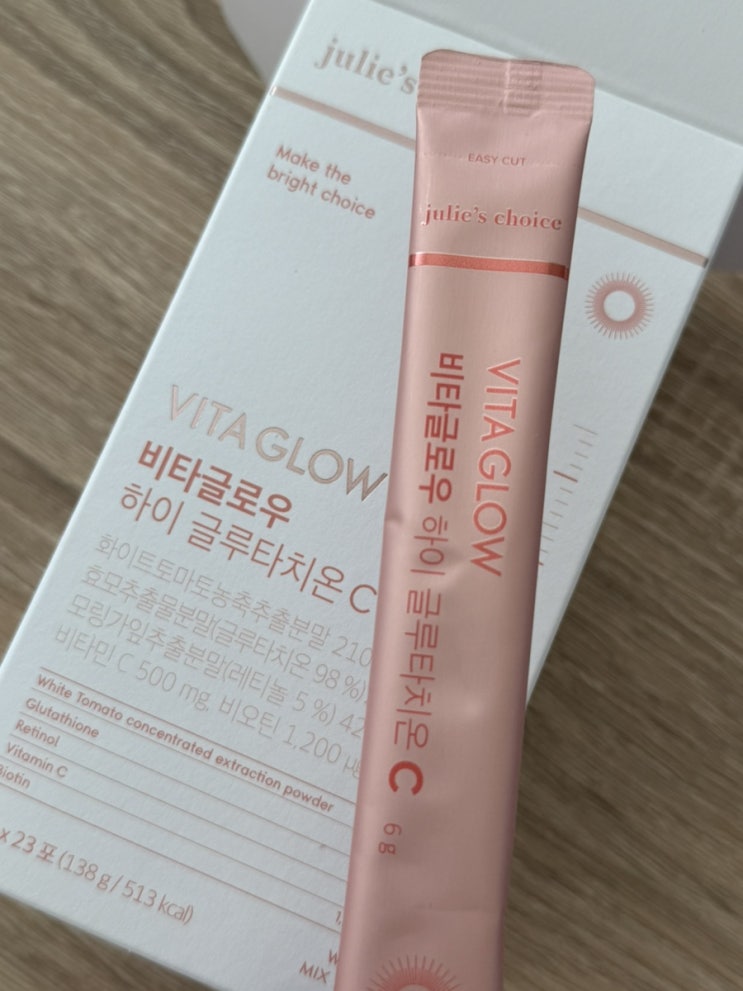 julie's
Make the
bright choice
VITA GLOW
비타글로우
하이 글루타치온 C
화이트토마토농축추출분말 210
효모추출물분말(글루타치온 98 %)
모링가잎추출분말(레티놀 5 %) 42
비타민 C 500 mg, 비오틴 1,200 μg
White Tomato concentrated extraction powder
Glutathione
Retinol
Vitamin C
Biotin
x 23 포 (138 g / 513 kcal)
1,
MIX
EASY CUT
julie's choice
VITA GLOW
비타글로우 하이 글루타치온 C
6 g